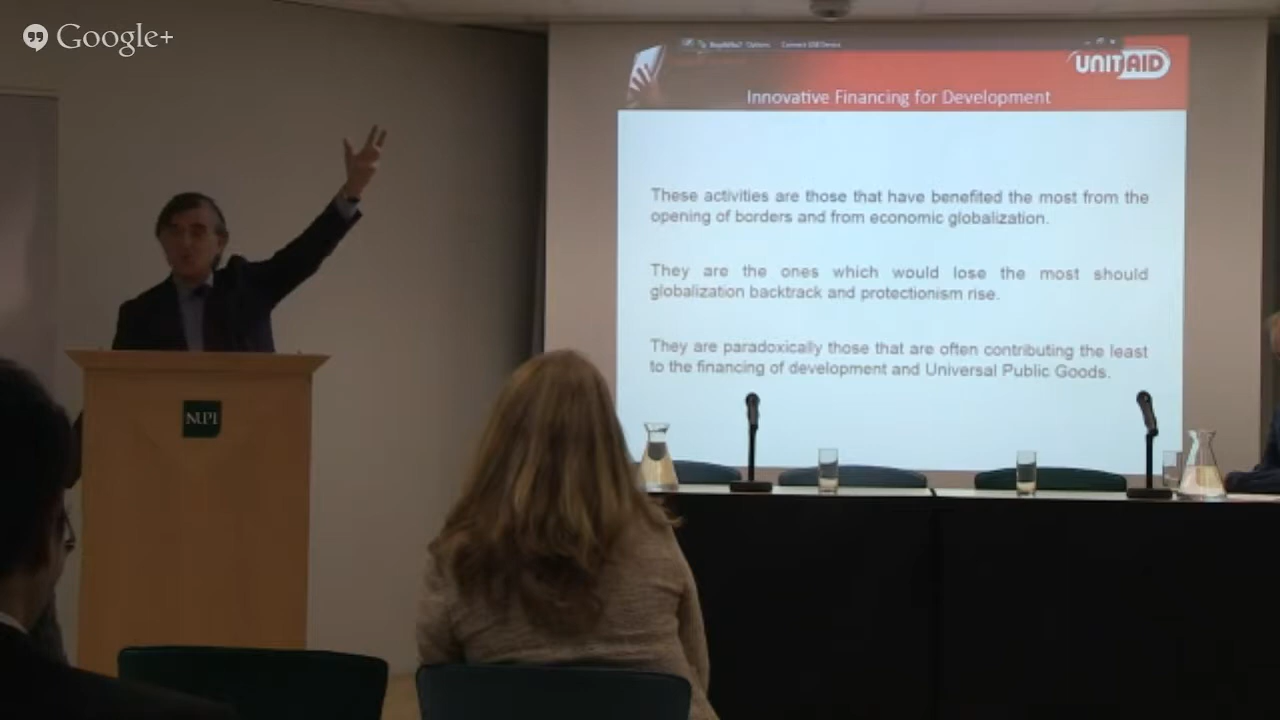 Google+
UNITAID
Innovative Financing for Development
These activities are those that have benefited the most from the
opening of borders and from economic globalization.
They are the ones which would lose the most should
globalization backtrack and protectionism rise.
They are paradoxically those that are often contributing the least
to the financing of development and Universal Public Goods.
NUPI